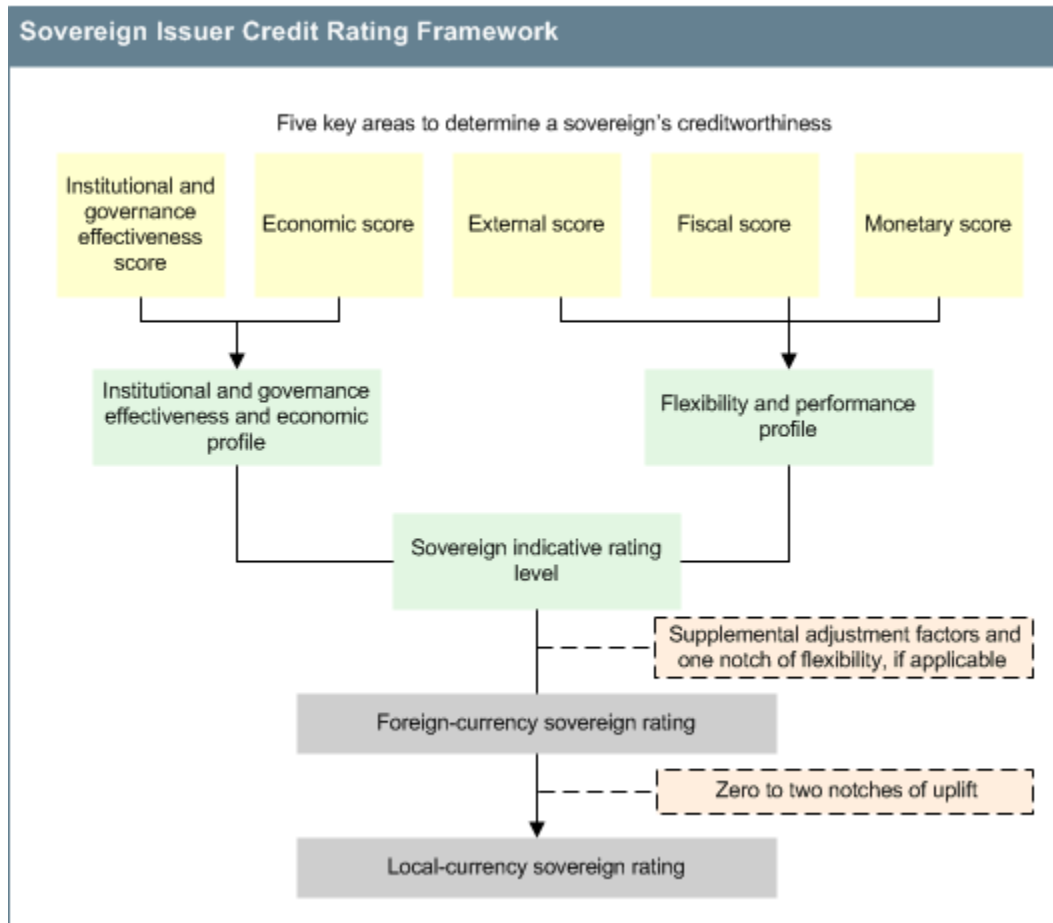 Sovereign Issuer Credit Rating Framework
Five key areas to determine a sovereign's creditworthiness
Institutional and
governance
effectiveness
score
Economic score
External score
Fiscal score
Monetary score
Institutional and governance
effectiveness and economic
profile
Flexibility and performance
profile
Sovereign indicative rating
level
Supplemental adjustment factors and
one notch of flexibility, if applicable
Foreign-currency sovereign rating
Zero to two notches of uplift
Local-currency sovereign rating